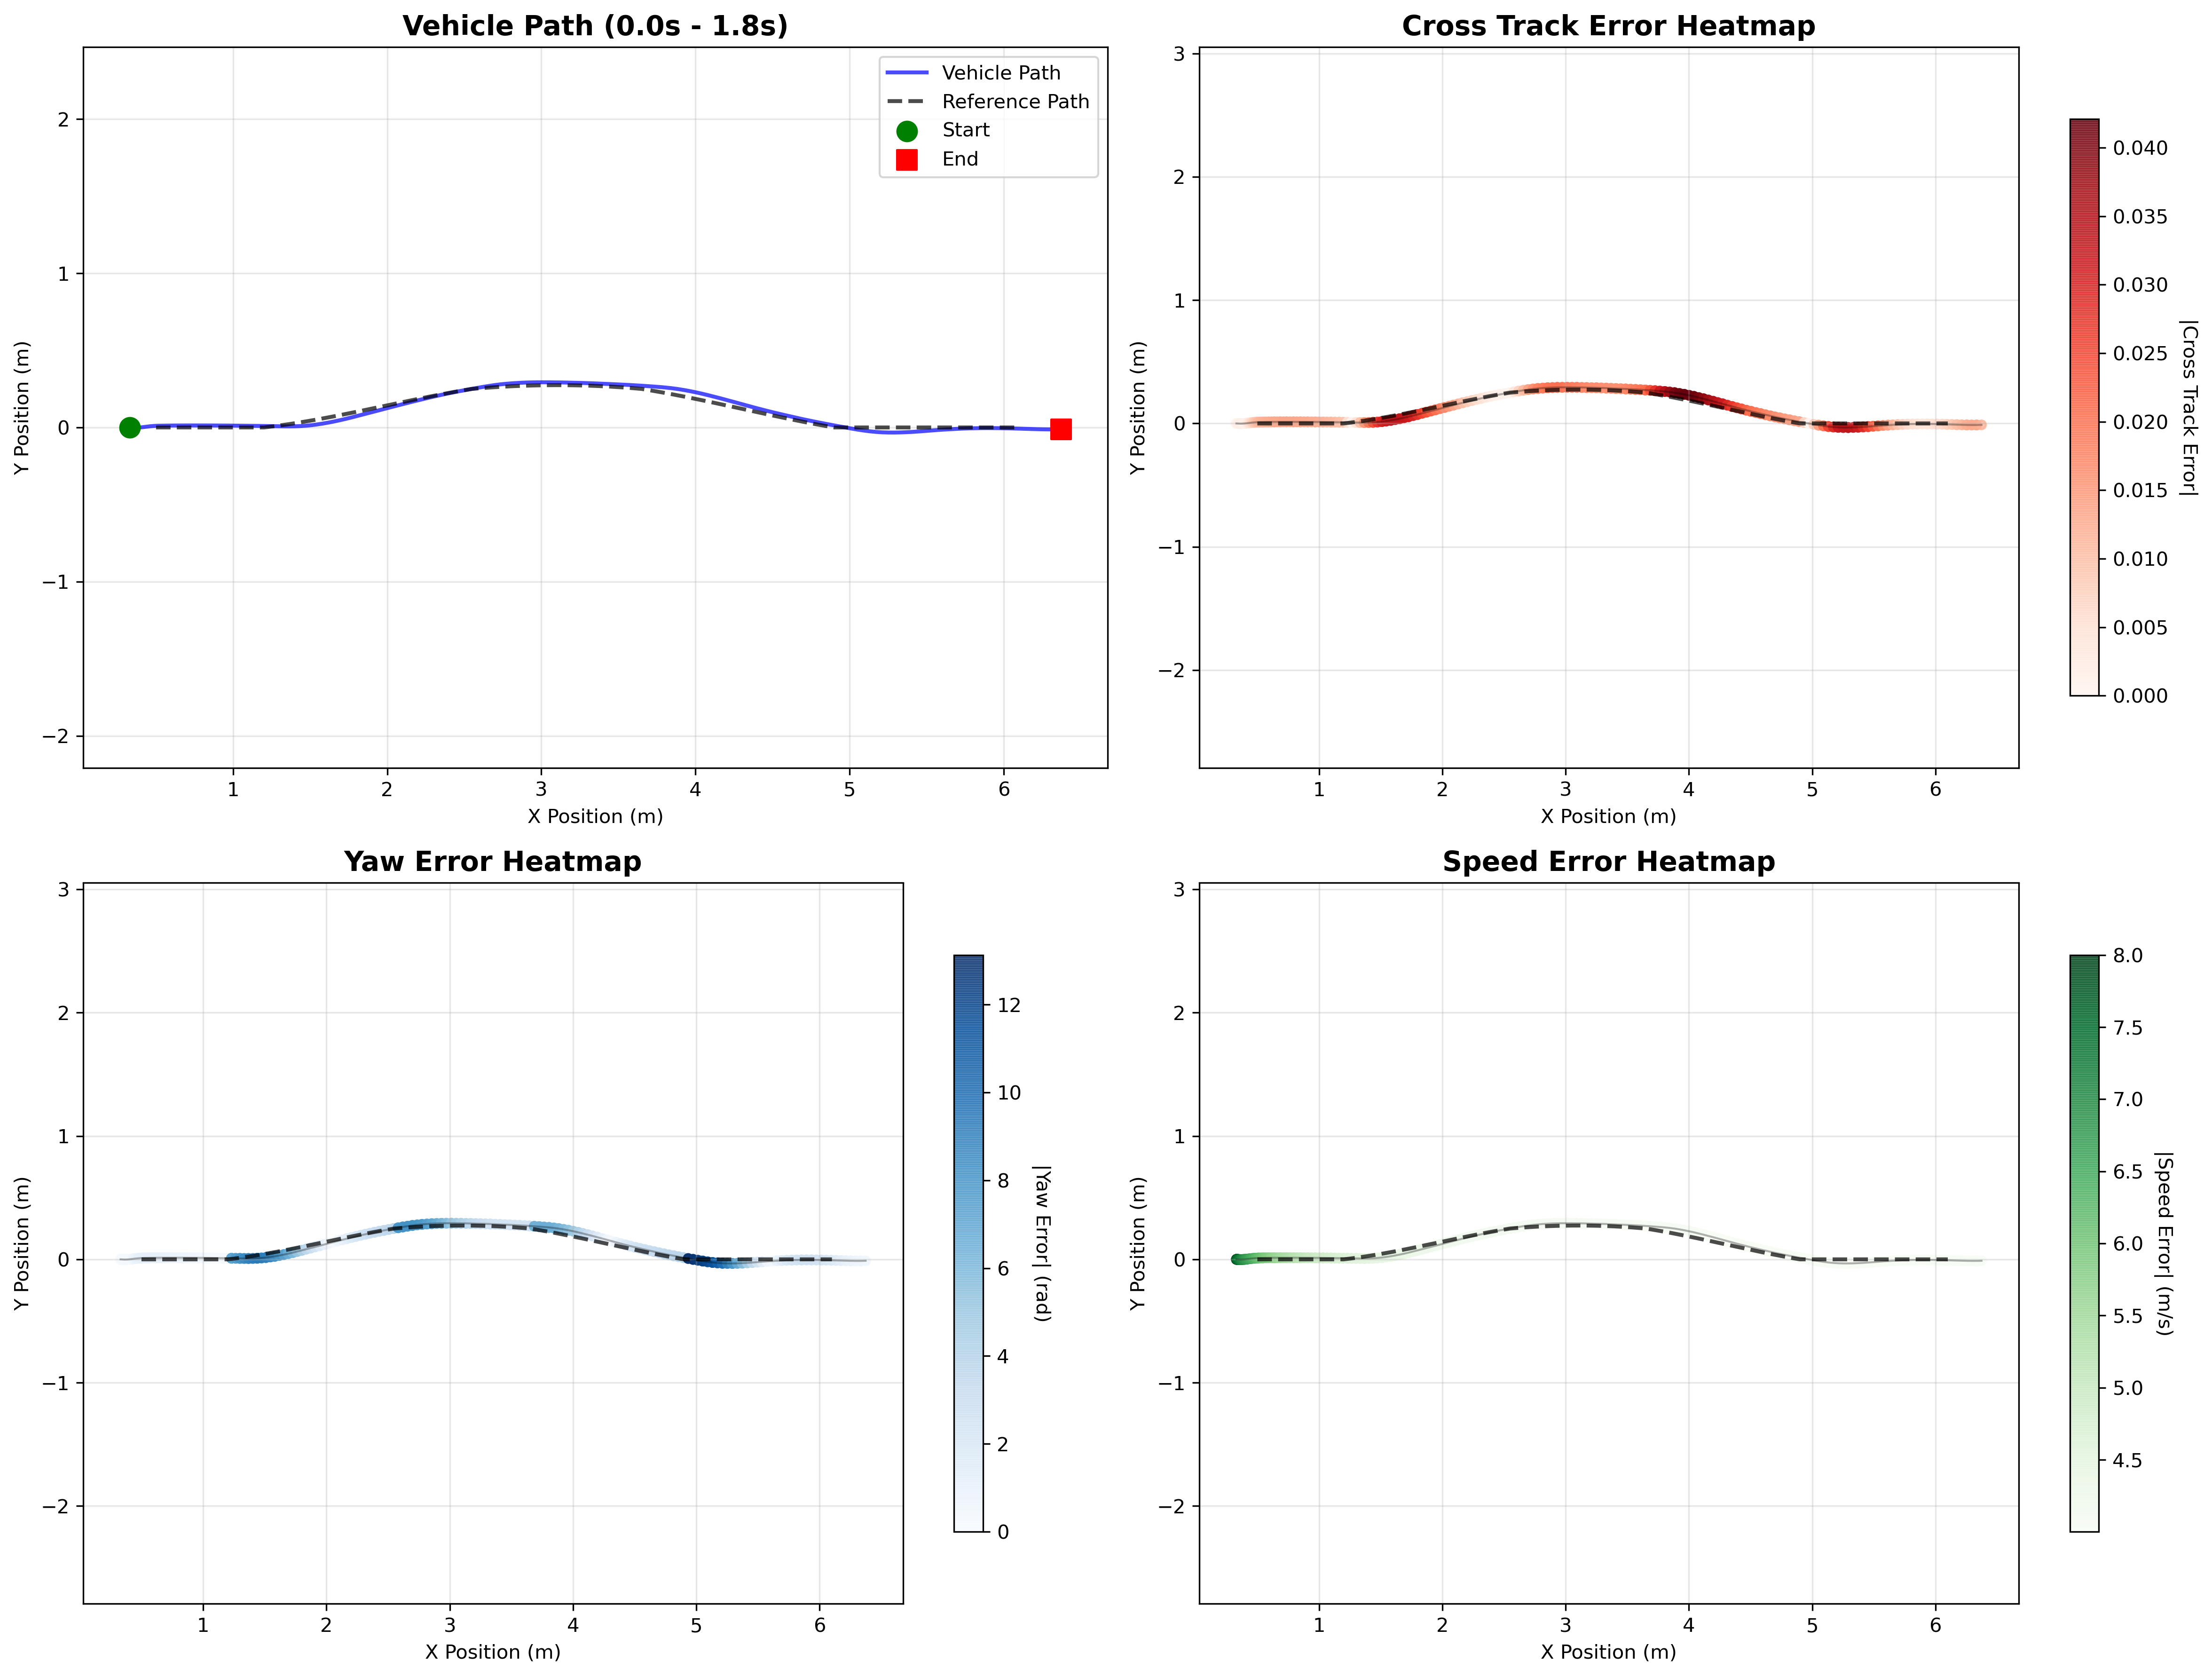 Vehicle Path (0.0s - 1.8s)
Vehicle Path
Reference Path
Start
End
2
1
0
−1
−2
Y Position (m)
1 2 3 4 5 6
X Position (m)
Cross Track Error Heatmap
3
2
1
0
−1
−2
Y Position (m)
1 2 3 4 5 6
X Position (m)
0.040
0.035
0.030
0.025
0.020
0.015
0.010
0.005
0.000
|Cross Track Error|
Yaw Error Heatmap
3
2
1
0
−1
−2
Y Position (m)
1 2 3 4 5 6
X Position (m)
12
10
8
6
4
2
0
|Yaw Error| (rad)
Speed Error Heatmap
3
2
1
0
−1
−2
Y Position (m)
1 2 3 4 5 6
X Position (m)
8.0
7.5
7.0
6.5
6.0
5.5
5.0
4.5
|Speed Error| (m/s)